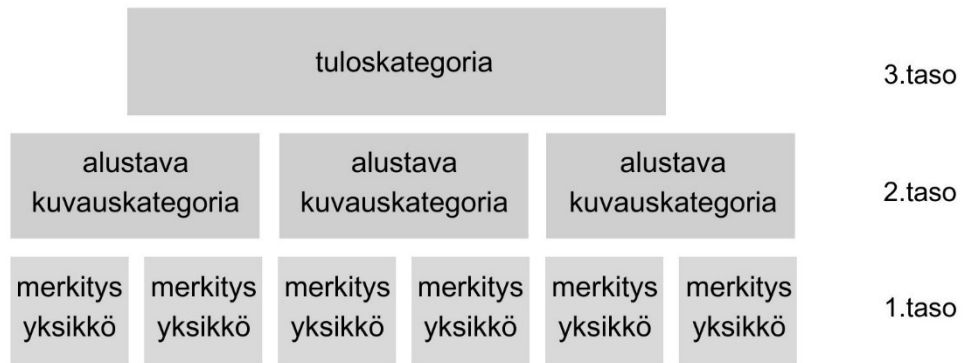 tuloskategoria
3.taso
alustava
kuvauskategoria
alustava
kuvauskategoria
alustava
kuvauskategoria
2.taso
merkitys
yksikkö
merkitys
yksikkö
merkitys
yksikkö
merkitys
yksikkö
merkitys
yksikkö
merkitys
yksikkö
1.taso